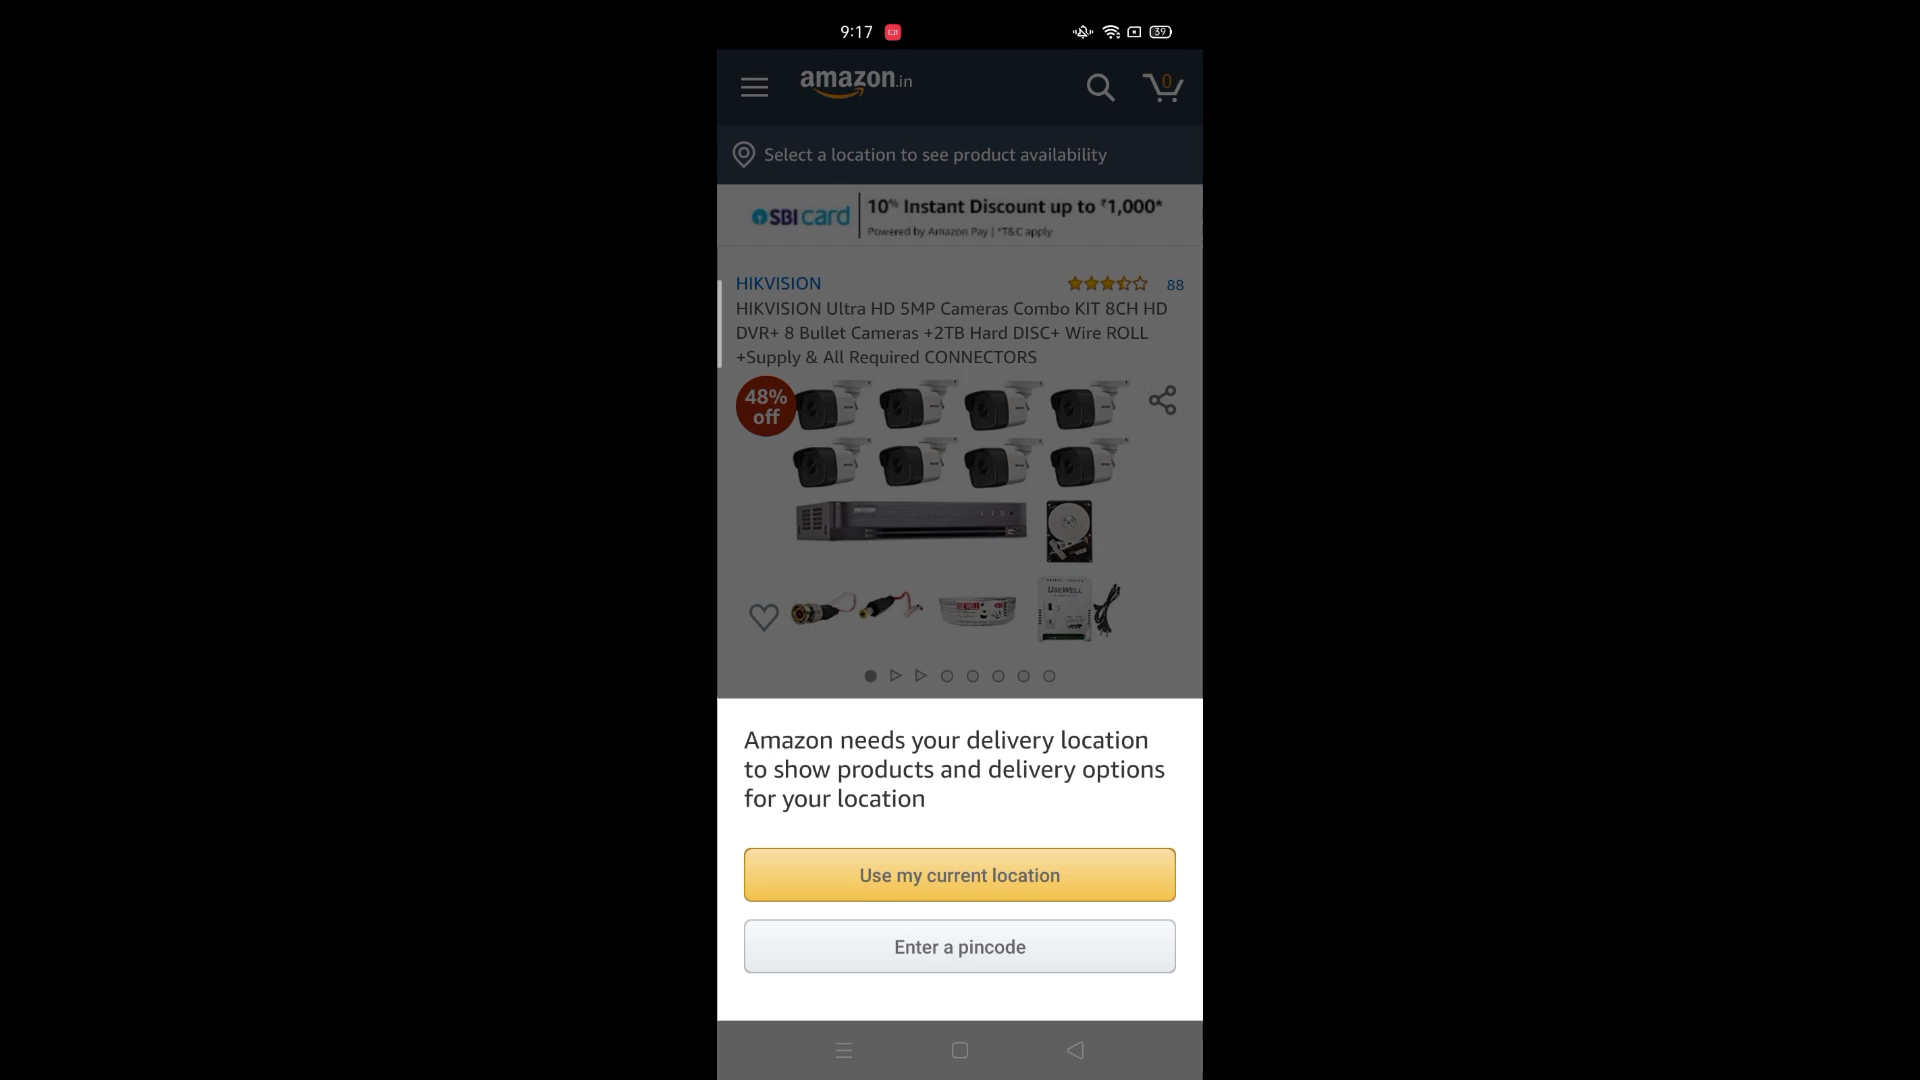 9:17
39
amazon.in
0
Select a location to see product availability
SBI card
10% Instant Discount up to ₹1,000*
Powered by Amazon Pay | *T&C apply
HIKVISION
88
HIKVISION Ultra HD 5MP Cameras Combo KIT 8CH HD
DVR+ 8 Bullet Cameras +2TB Hard DISC+ Wire ROLL
+Supply & All Required CONNECTORS
48%
off
USEWELL
Amazon needs your delivery location
to show products and delivery options
for your location
Use my current location
Enter a pincode